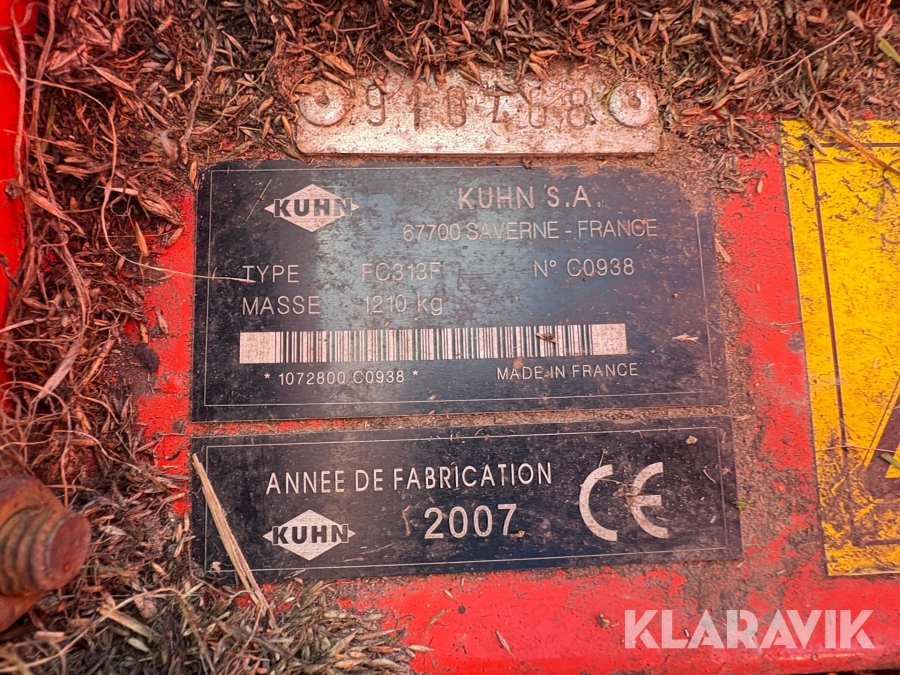 910468
KUHN
KUHN S.A.
67700 SAVERNE - FRANCE
TYPE FC313F N° C0938
MASSE 1210 kg
* 1072800 C0938 * MADE IN FRANCE
ANNEE DE FABRICATION
KUHN 2007 CE
KLARAVIK